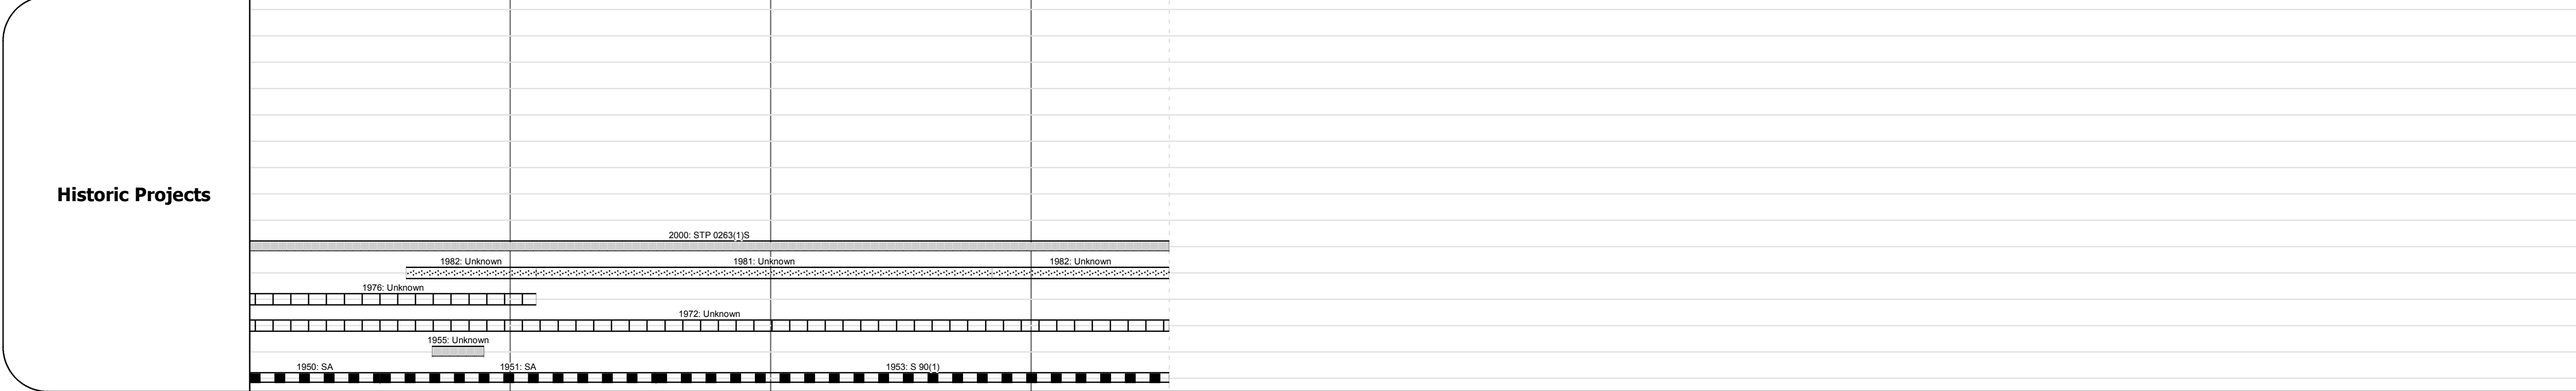 Historic Projects
2000: STP 0263(1)S
1982: Unknown 1981: Unknown 1982: Unknown
1976: Unknown
1972: Unknown
1955: Unknown
1950: SA 1951: SA 1953: S 90(1)